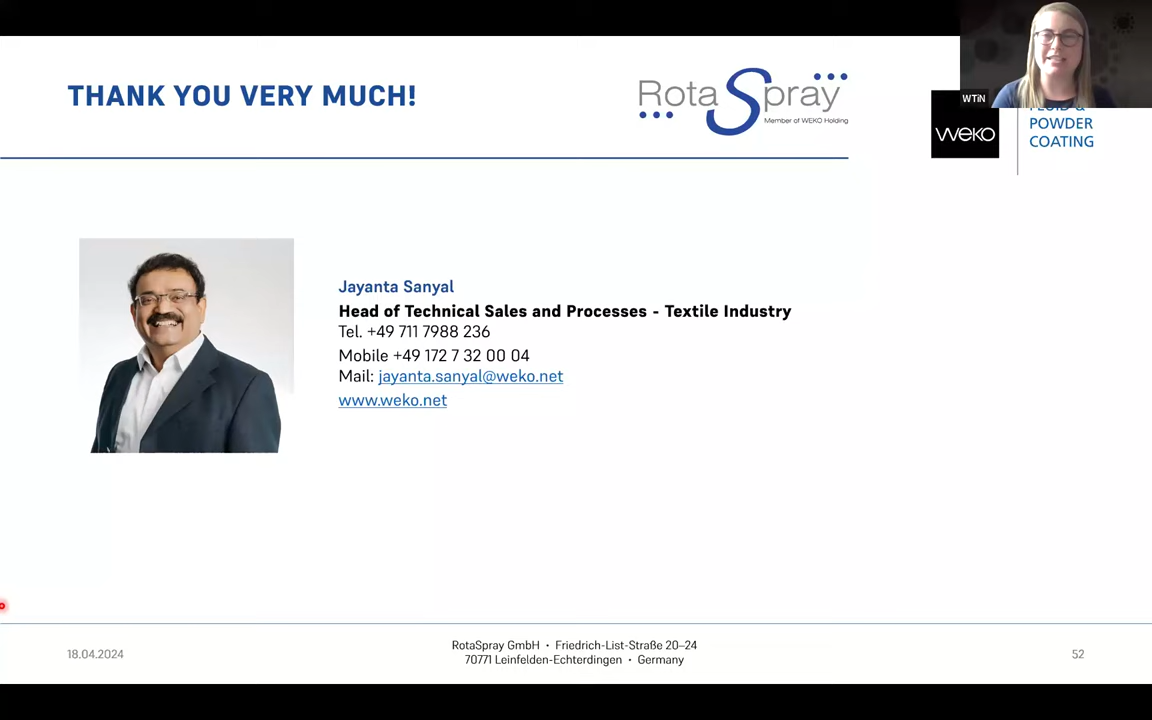 THANK YOU VERY MUCH!
RotaSpray
Member of WEKO Holding
WTiN
weko
FLUID &
POWDER
COATING
Jayanta Sanyal
Head of Technical Sales and Processes - Textile Industry
Tel. +49 711 7988 236
Mobile +49 172 7 32 00 04
Mail: jayanta.sanyal@weko.net
www.weko.net
18.04.2024
RotaSpray GmbH • Friedrich-List-Straße 20–24
70771 Leinfelden-Echterdingen • Germany
52